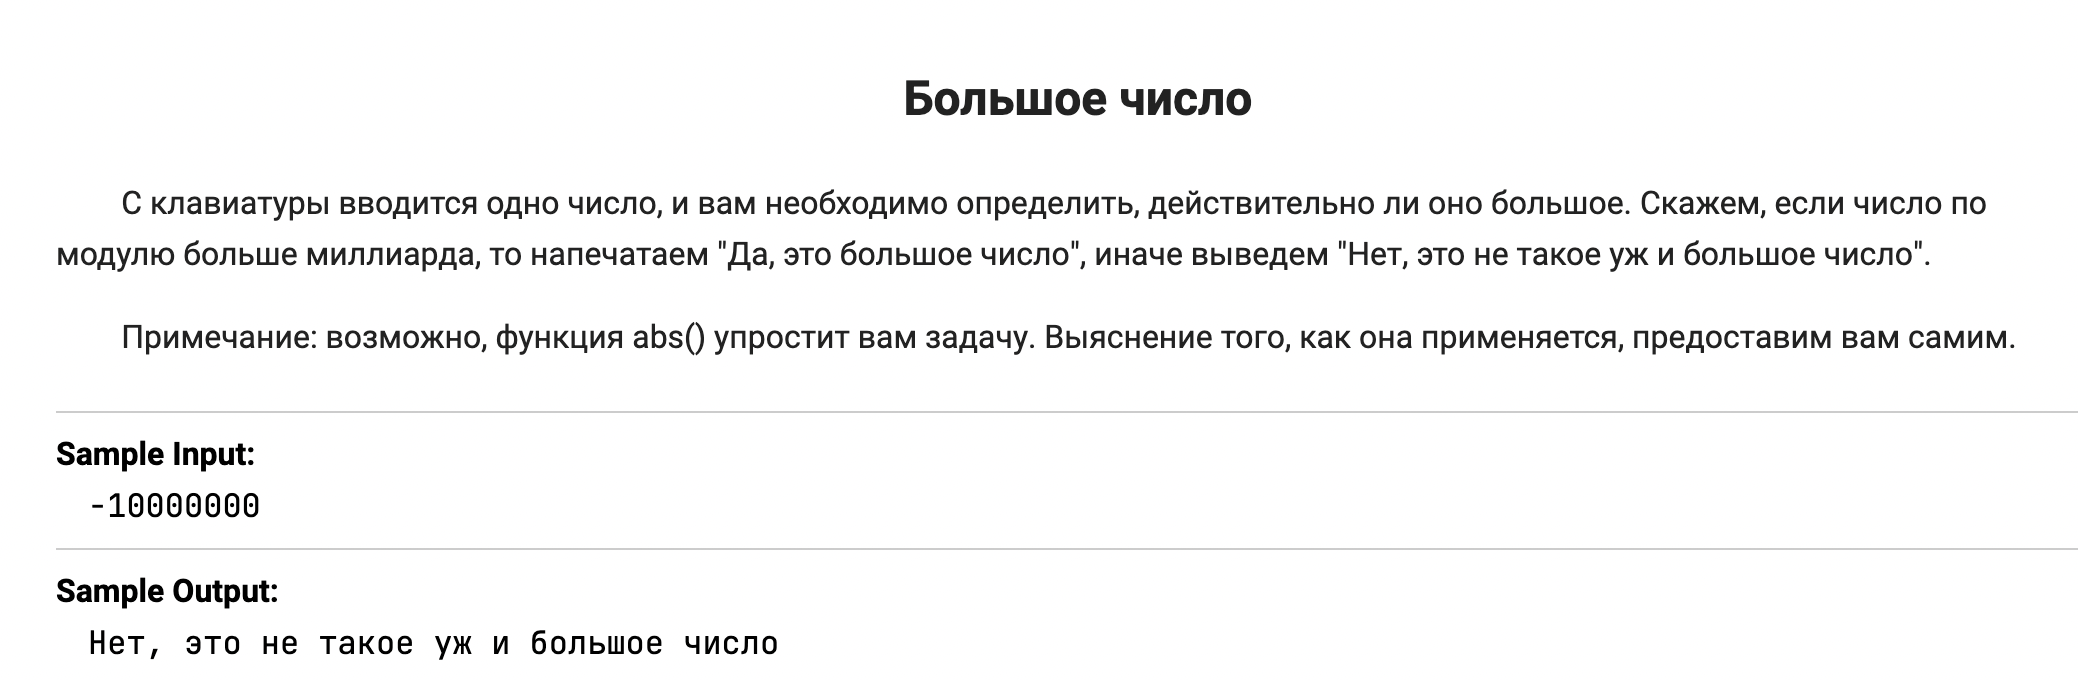 Большое число
С клавиатуры вводится одно число, и вам необходимо определить, действительно ли оно большое. Скажем, если число по
модулю больше миллиарда, то напечатаем "Да, это большое число", иначе выведем "Нет, это не такое уж и большое число".
Примечание: возможно, функция abs() упростит вам задачу. Выяснение того, как она применяется, предоставим вам самим.
Sample Input:
-10000000
Sample Output:
Нет, это не такое уж и большое число